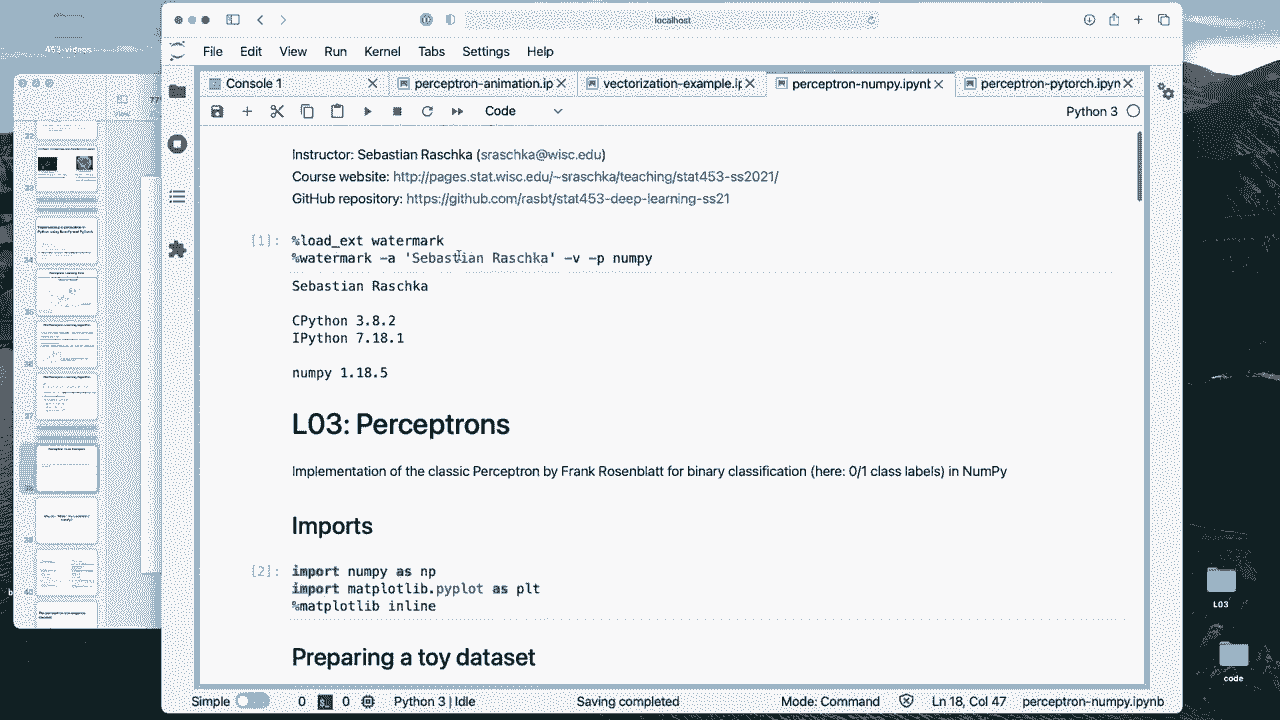 453-videos
localhost
File Edit View Run Kernel Tabs Settings Help
Console 1
perceptron-animation.ip
vectorization-example.ip
perceptron-numpy.ipynb
perceptron-pytorch.ipyn
Code
Python 3
Instructor: Sebastian Raschka (sraschka@wisc.edu)
Course website: http://pages.stat.wisc.edu/~sraschka/teaching/stat453-ss2021/
GitHub repository: https://github.com/rasbt/stat453-deep-learning-ss21
[1]: %load_ext watermark
%watermark -a 'Sebastian Raschka' -v -p numpy
Sebastian Raschka
CPython 3.8.2
IPython 7.18.1
numpy 1.18.5
L03: Perceptrons
Implementation of the classic Perceptron by Frank Rosenblatt for binary classification (here: 0/1 class labels) in NumPy
Imports
[2]: import numpy as np
import matplotlib.pyplot as plt
%matplotlib inline
Preparing a toy dataset
L03
code
Simple 0 0 Python 3 | Idle Saving completed Mode: Command Ln 18, Col 47 perceptron-numpy.ipynb